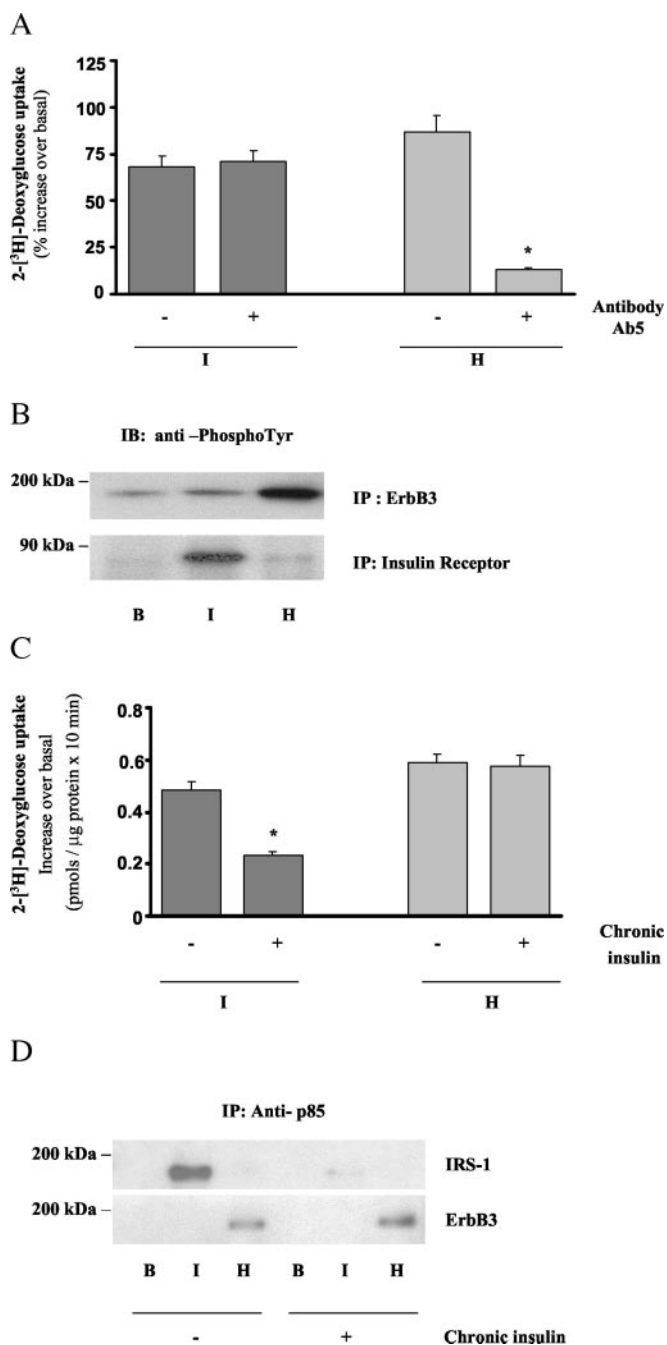 A
2-[³H]-Deoxyglucose uptake
(% increase over basal)
125
100
75
50
25
0
- + - +
Antibody
Ab5
I H
B
IB: anti –PhosphoTyr
200 kDa –
IP : ErbB3
90 kDa –
IP: Insulin Receptor
B I H
C
2-[³H]-Deoxyglucose uptake
Increase over basal
(pmols / µg protein x 10 min)
0.8
0.6
0.4
0.2
0
*
*
- + - +
Chronic
insulin
I H
D
IP: Anti- p85
200 kDa –
IRS-1
200 kDa –
ErbB3
B I H B I H
- +
Chronic insulin